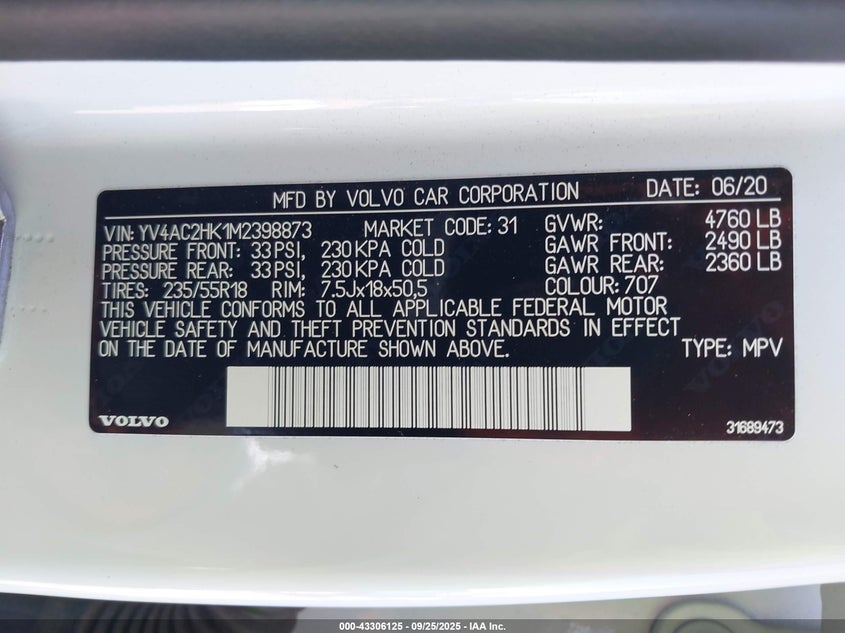 MFD BY VOLVO CAR CORPORATION DATE: 06/20
VIN: YV4AC2HK1M2398873 MARKET CODE: 31 GVWR: 4760 LB
PRESSURE FRONT: 33 PSI, 230 KPA COLD GAWR FRONT: 2490 LB
PRESSURE REAR: 33 PSI, 230 KPA COLD GAWR REAR: 2360 LB
TIRES: 235/55R18 RIM: 7.5Jx18x50,5 COLOUR: 707
THIS VEHICLE CONFORMS TO ALL APPLICABLE FEDERAL MOTOR
VEHICLE SAFETY AND THEFT PREVENTION STANDARDS IN EFFECT
ON THE DATE OF MANUFACTURE SHOWN ABOVE. TYPE: MPV
VOLVO 31689473
000-43306125 - 09/25/2025 - IAA Inc.